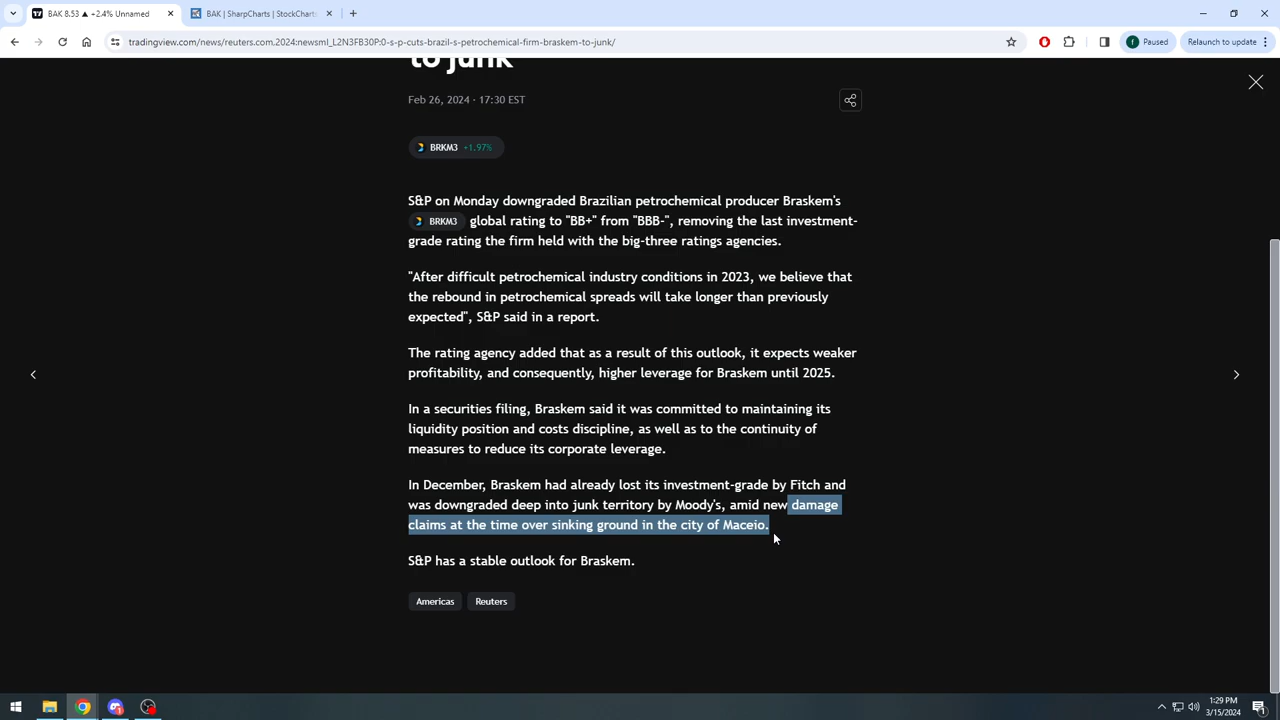 BAK 8.53 ▲ +2.4% Unnamed
BAK | SharpCharts | StockCharts
tradingview.com/news/reuters.com,2024:newsml_L2N3FB30P:0-s-p-cuts-brazil-s-petrochemical-firm-braskem-to-junk/
Paused
Relaunch to update
to junk
Feb 26, 2024 · 17:30 EST
BRKM3 +1.97%
S&P on Monday downgraded Brazilian petrochemical producer Braskem's
BRKM3 global rating to "BB+" from "BBB-", removing the last investment-
grade rating the firm held with the big-three ratings agencies.
"After difficult petrochemical industry conditions in 2023, we believe that
the rebound in petrochemical spreads will take longer than previously
expected", S&P said in a report.
The rating agency added that as a result of this outlook, it expects weaker
profitability, and consequently, higher leverage for Braskem until 2025.
In a securities filing, Braskem said it was committed to maintaining its
liquidity position and costs discipline, as well as to the continuity of
measures to reduce its corporate leverage.
In December, Braskem had already lost its investment-grade by Fitch and
was downgraded deep into junk territory by Moody's, amid new damage
claims at the time over sinking ground in the city of Maceio.
S&P has a stable outlook for Braskem.
Americas
Reuters
1:29 PM
3/15/2024